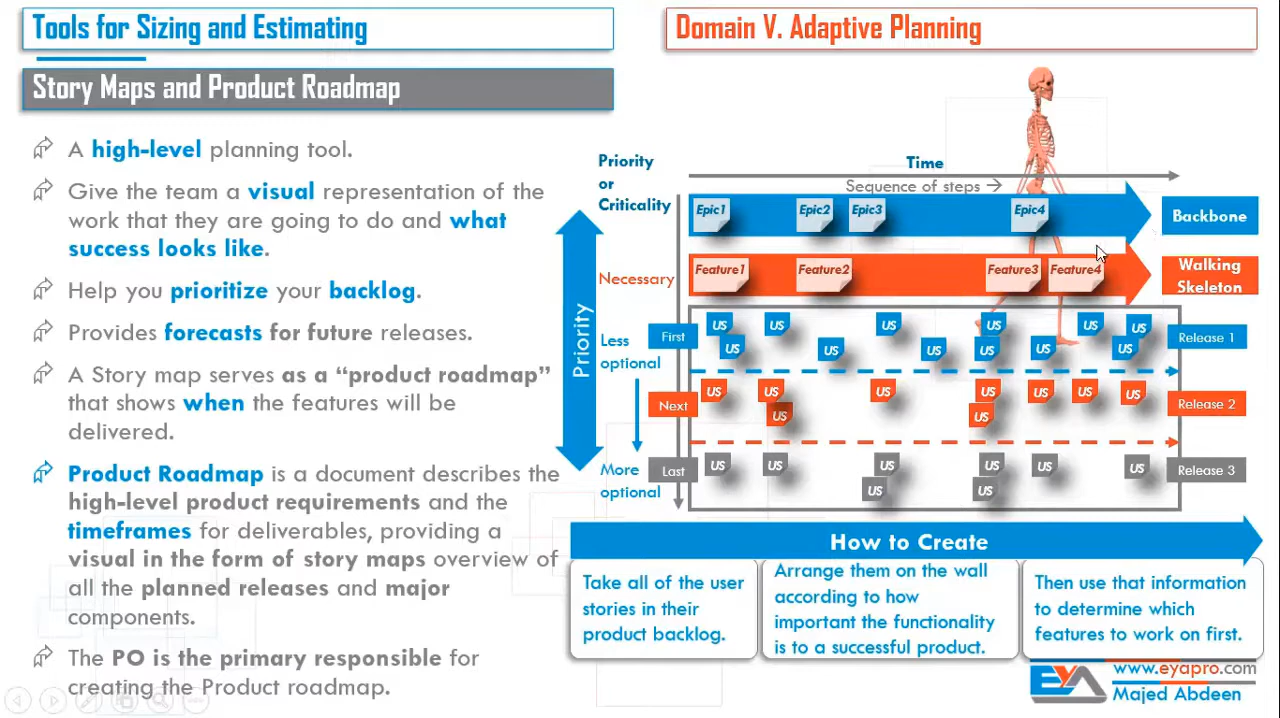 Tools for Sizing and Estimating
Domain V. Adaptive Planning
Story Maps and Product Roadmap
A high-level planning tool.
Give the team a visual representation of the
work that they are going to do and what
success looks like.
Help you prioritize your backlog.
Provides forecasts for future releases.
A Story map serves as a “product roadmap”
that shows when the features will be
delivered.
Product Roadmap is a document describes the
high-level product requirements and the
timeframes for deliverables, providing a
visual in the form of story maps overview of
all the planned releases and major
components.
The PO is the primary responsible for
creating the Product roadmap.
Priority
or
Criticality
Time
Sequence of steps →
Epic1
Epic2
Epic3
Epic4
Backbone
Necessary
Feature1
Feature2
Feature3
Feature4
Walking
Skeleton
Priority
Less
optional
More
optional
First
US
US
US
US
US
US
US
US
US
US
US
US
Release 1
Next
US
US
US
US
US
US
US
US
US
Release 2
Last
US
US
US
US
US
US
US
US
Release 3
How to Create
Take all of the user
stories in their
product backlog.
Arrange them on the wall
according to how
important the functionality
is to a successful product.
Then use that information
to determine which
features to work on first.
EYA
www.eyapro.com
Majed Abdeen